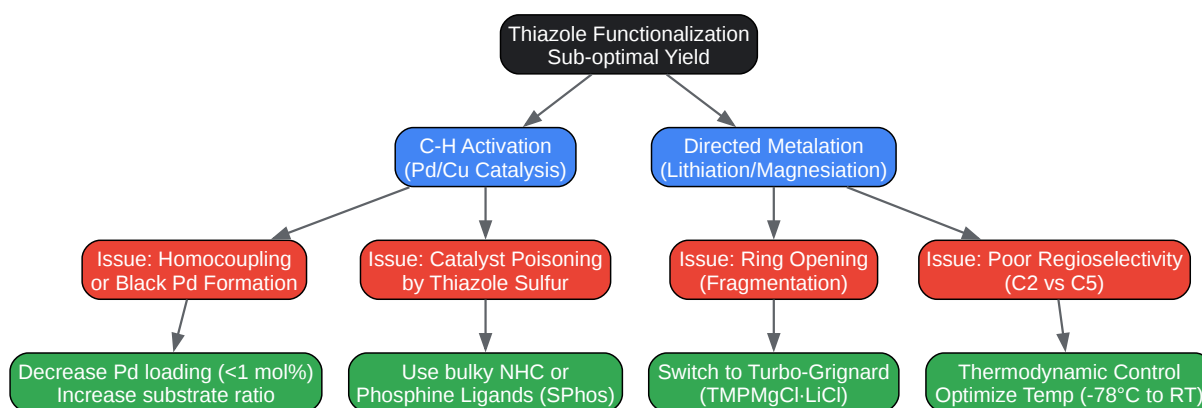 Thiazole Functionalization
Sub-optimal Yield
C-H Activation
(Pd/Cu Catalysis)
Directed Metalation
(Lithiation/Magnesiation)
Issue: Homocoupling
or Black Pd Formation
Issue: Catalyst Poisoning
by Thiazole Sulfur
Issue: Ring Opening
(Fragmentation)
Issue: Poor Regioselectivity
(C2 vs C5)
Decrease Pd loading (<1 mol%)
Increase substrate ratio
Use bulky NHC or
Phosphine Ligands (SPhos)
Switch to Turbo-Grignard
(TMPMgCl·LiCl)
Thermodynamic Control
Optimize Temp (-78°C to RT)